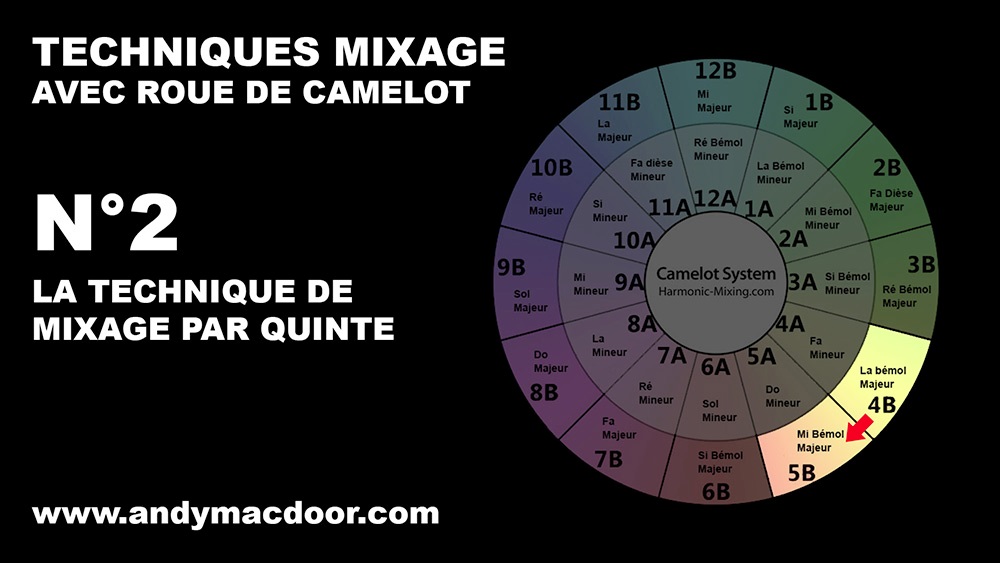 TECHNIQUES MIXAGE
AVEC ROUE DE CAMELOT
N°2
LA TECHNIQUE DE
MIXAGE PAR QUINTE
www.andymacdoor.com
12B
Mi
Majeur
1B
Si
Majeur
2B
Fa Dièse
Majeur
3B
Ré Bémol
Majeur
La bémol
Majeur
4B
Mi Bémol
Majeur
5B
Si Bémol
Majeur
6B
Fa
Majeur
7B
Do
Majeur
8B
9B
Sol
Majeur
10B
Ré
Majeur
11B
La
Majeur
Ré Bémol
Mineur
12A
La Bémol
Mineur
1A
Mi Bémol
Mineur
2A
Si Bémol
Mineur
3A
4A
Fa
Mineur
5A
Do
Mineur
6A
Sol
Mineur
7A
Ré
Mineur
8A
La
Mineur
Mi
Mineur
9A
Si
Mineur
10A
Fa dièse
Mineur
11A
Camelot System
Harmonic-Mixing.com